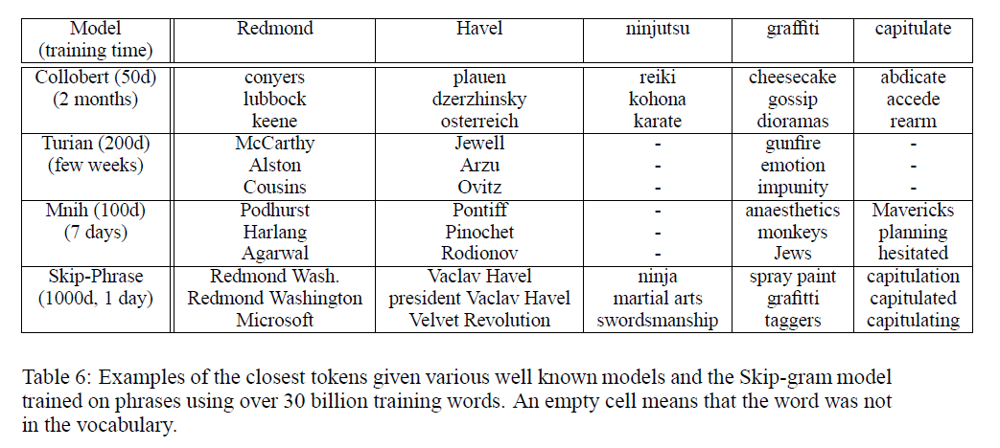 Model Redmond Havel ninjutsu graffiti capitulate
(training time)
Collobert (50d) conyers plauen reiki cheesecake abdicate
(2 months) lubbock dzerzhinsky kohona gossip accede
keene osterreich karate dioramas rearm
Turian (200d) McCarthy Jewell - gunfire -
(few weeks) Alston Arzu - emotion -
Cousins Ovitz - impunity -
Mnih (100d) Podhurst Pontiff - anaesthetics Mavericks
(7 days) Harlang Pinochet - monkeys planning
Agarwal Rodionov - Jews hesitated
Skip-Phrase Redmond Wash. Vaclav Havel ninja spray paint capitulation
(1000d, 1 day) Redmond Washington president Vaclav Havel martial arts grafitti capitulated
Microsoft Velvet Revolution swordsmanship taggers capitulating
Table 6: Examples of the closest tokens given various well known models and the Skip-gram model
trained on phrases using over 30 billion training words. An empty cell means that the word was not
in the vocabulary.